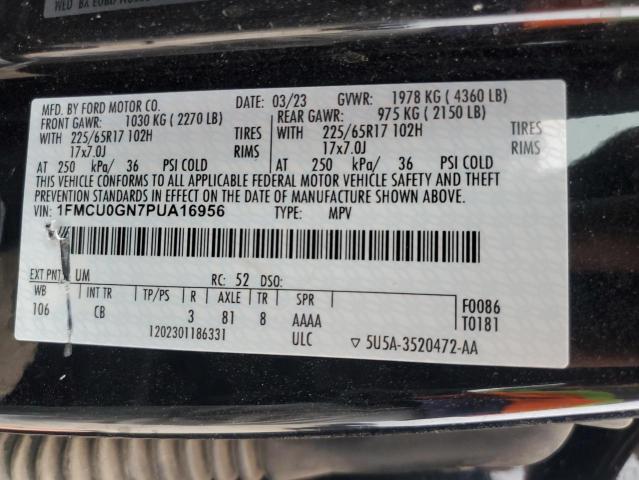 MFD. BY FORD MOTOR CO.
DATE: 03/23 GVWR: 1978 KG ( 4360 LB)
FRONT GAWR: 1030 KG ( 2270 LB)
REAR GAWR: 975 KG ( 2150 LB)
WITH 225/65R17 102H TIRES
WITH 225/65R17 102H TIRES
17x7.0J RIMS
17x7.0J RIMS
AT 250 kPa/ 36 PSI COLD
AT 250 kPa/ 36 PSI COLD
THIS VEHICLE CONFORMS TO ALL APPLICABLE FEDERAL MOTOR VEHICLE SAFETY AND THEFT
PREVENTION STANDARDS IN EFFECT ON THE DATE OF MANUFACTURE SHOWN ABOVE.
VIN: 1FMCU0GN7PUA16956 TYPE: MPV
EXT PNT: UM RC: 52 DSO:
WB INT TR TP/PS R AXLE TR SPR
106 CB 3 81 8 AAAA
ULC
1202301186331
F0086
T0181
▽ 5U5A-3520472-AA